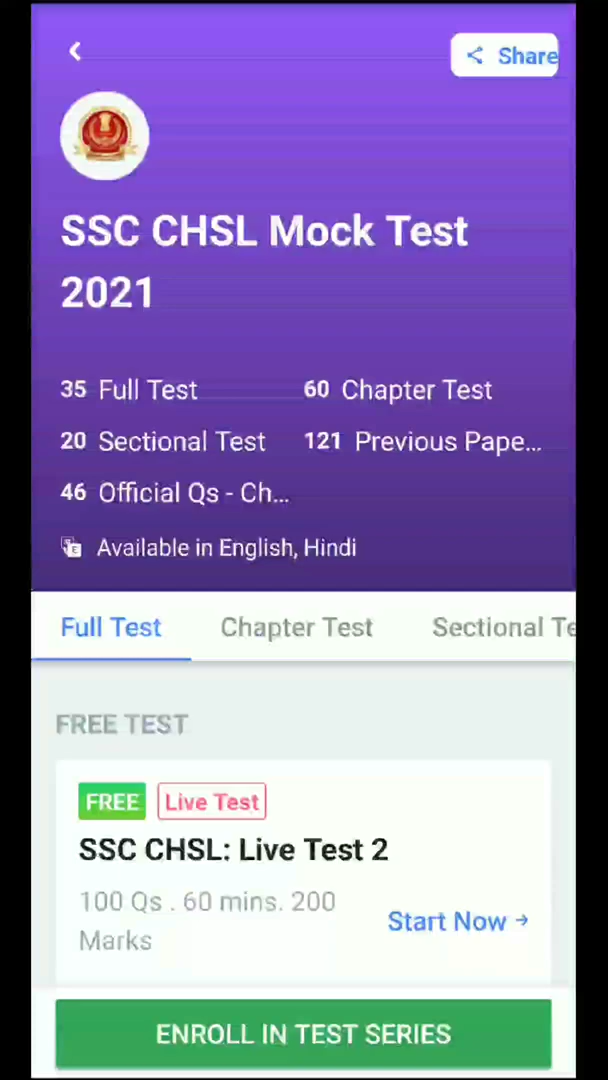 Share
SSC CHSL Mock Test
2021
35 Full Test
60 Chapter Test
20 Sectional Test
121 Previous Pape...
46 Official Qs - Ch...
Available in English, Hindi
Full Test
Chapter Test
Sectional Te
FREE TEST
FREE
Live Test
SSC CHSL: Live Test 2
100 Qs . 60 mins. 200
Marks
Start Now →
ENROLL IN TEST SERIES